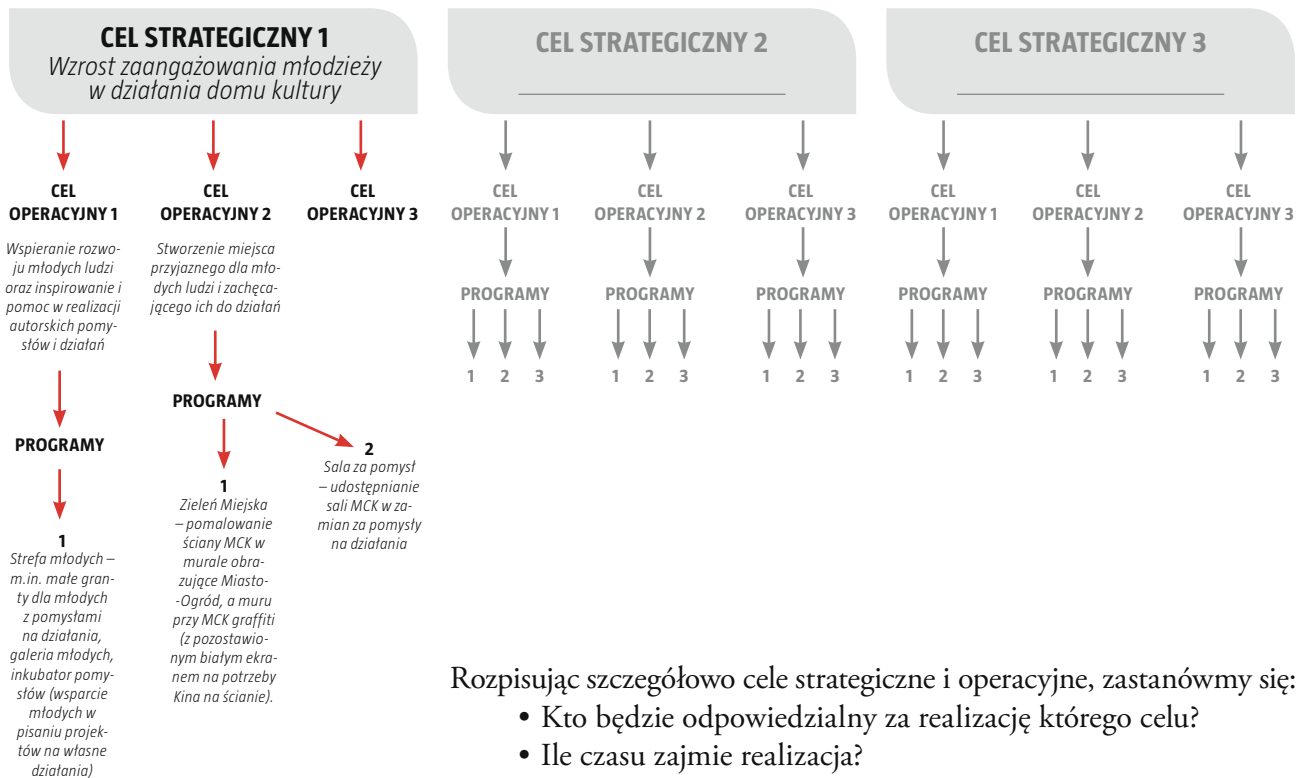 CEL STRATEGICZNY 1
Wzrost zaangażowania młodzieży
w działania domu kultury
CEL STRATEGICZNY 2
CEL STRATEGICZNY 3
CEL
OPERACYJNY 1
CEL
OPERACYJNY 2
CEL
OPERACYJNY 3
CEL
OPERACYJNY 1
CEL
OPERACYJNY 2
CEL
OPERACYJNY 3
CEL
OPERACYJNY 1
CEL
OPERACYJNY 2
CEL
OPERACYJNY 3
Wspieranie rozwo-
ju młodych ludzi
oraz inspirowanie i
pomoc w realizacji
autorskich pomy-
słów i działań
Stworzenie miejsca
przyjaznego dla mło-
dych ludzi i zachęca-
jącego ich do działań
PROGRAMY
PROGRAMY
PROGRAMY
PROGRAMY
PROGRAMY
PROGRAMY
1 2 3
1 2 3
1 2 3
1 2 3
1 2 3
1 2 3
PROGRAMY
1
Strefa młodych –
m.in. małe gran-
ty dla młodych
z pomysłami
na działania,
galeria młodych,
inkubator pomy-
słów (wsparcie
młodych w
pisaniu projek-
tów na własne
działania)
PROGRAMY
1
Zieleń Miejska
– pomalowanie
ściany MCK w
murale obra-
zujące Miasto-
-Ogród, a muru
przy MCK graffiti
(z pozostawio-
nym białym ekra-
nem na potrzeby
Kina na ścianie).
2
Sala za pomysł
– udostępnianie
sali MCK w za-
mian za pomysły
na działania
Rozpisując szczegółowo cele strategiczne i operacyjne, zastanówmy się:
• Kto będzie odpowiedzialny za realizację którego celu?
• Ile czasu zajmie realizacja?